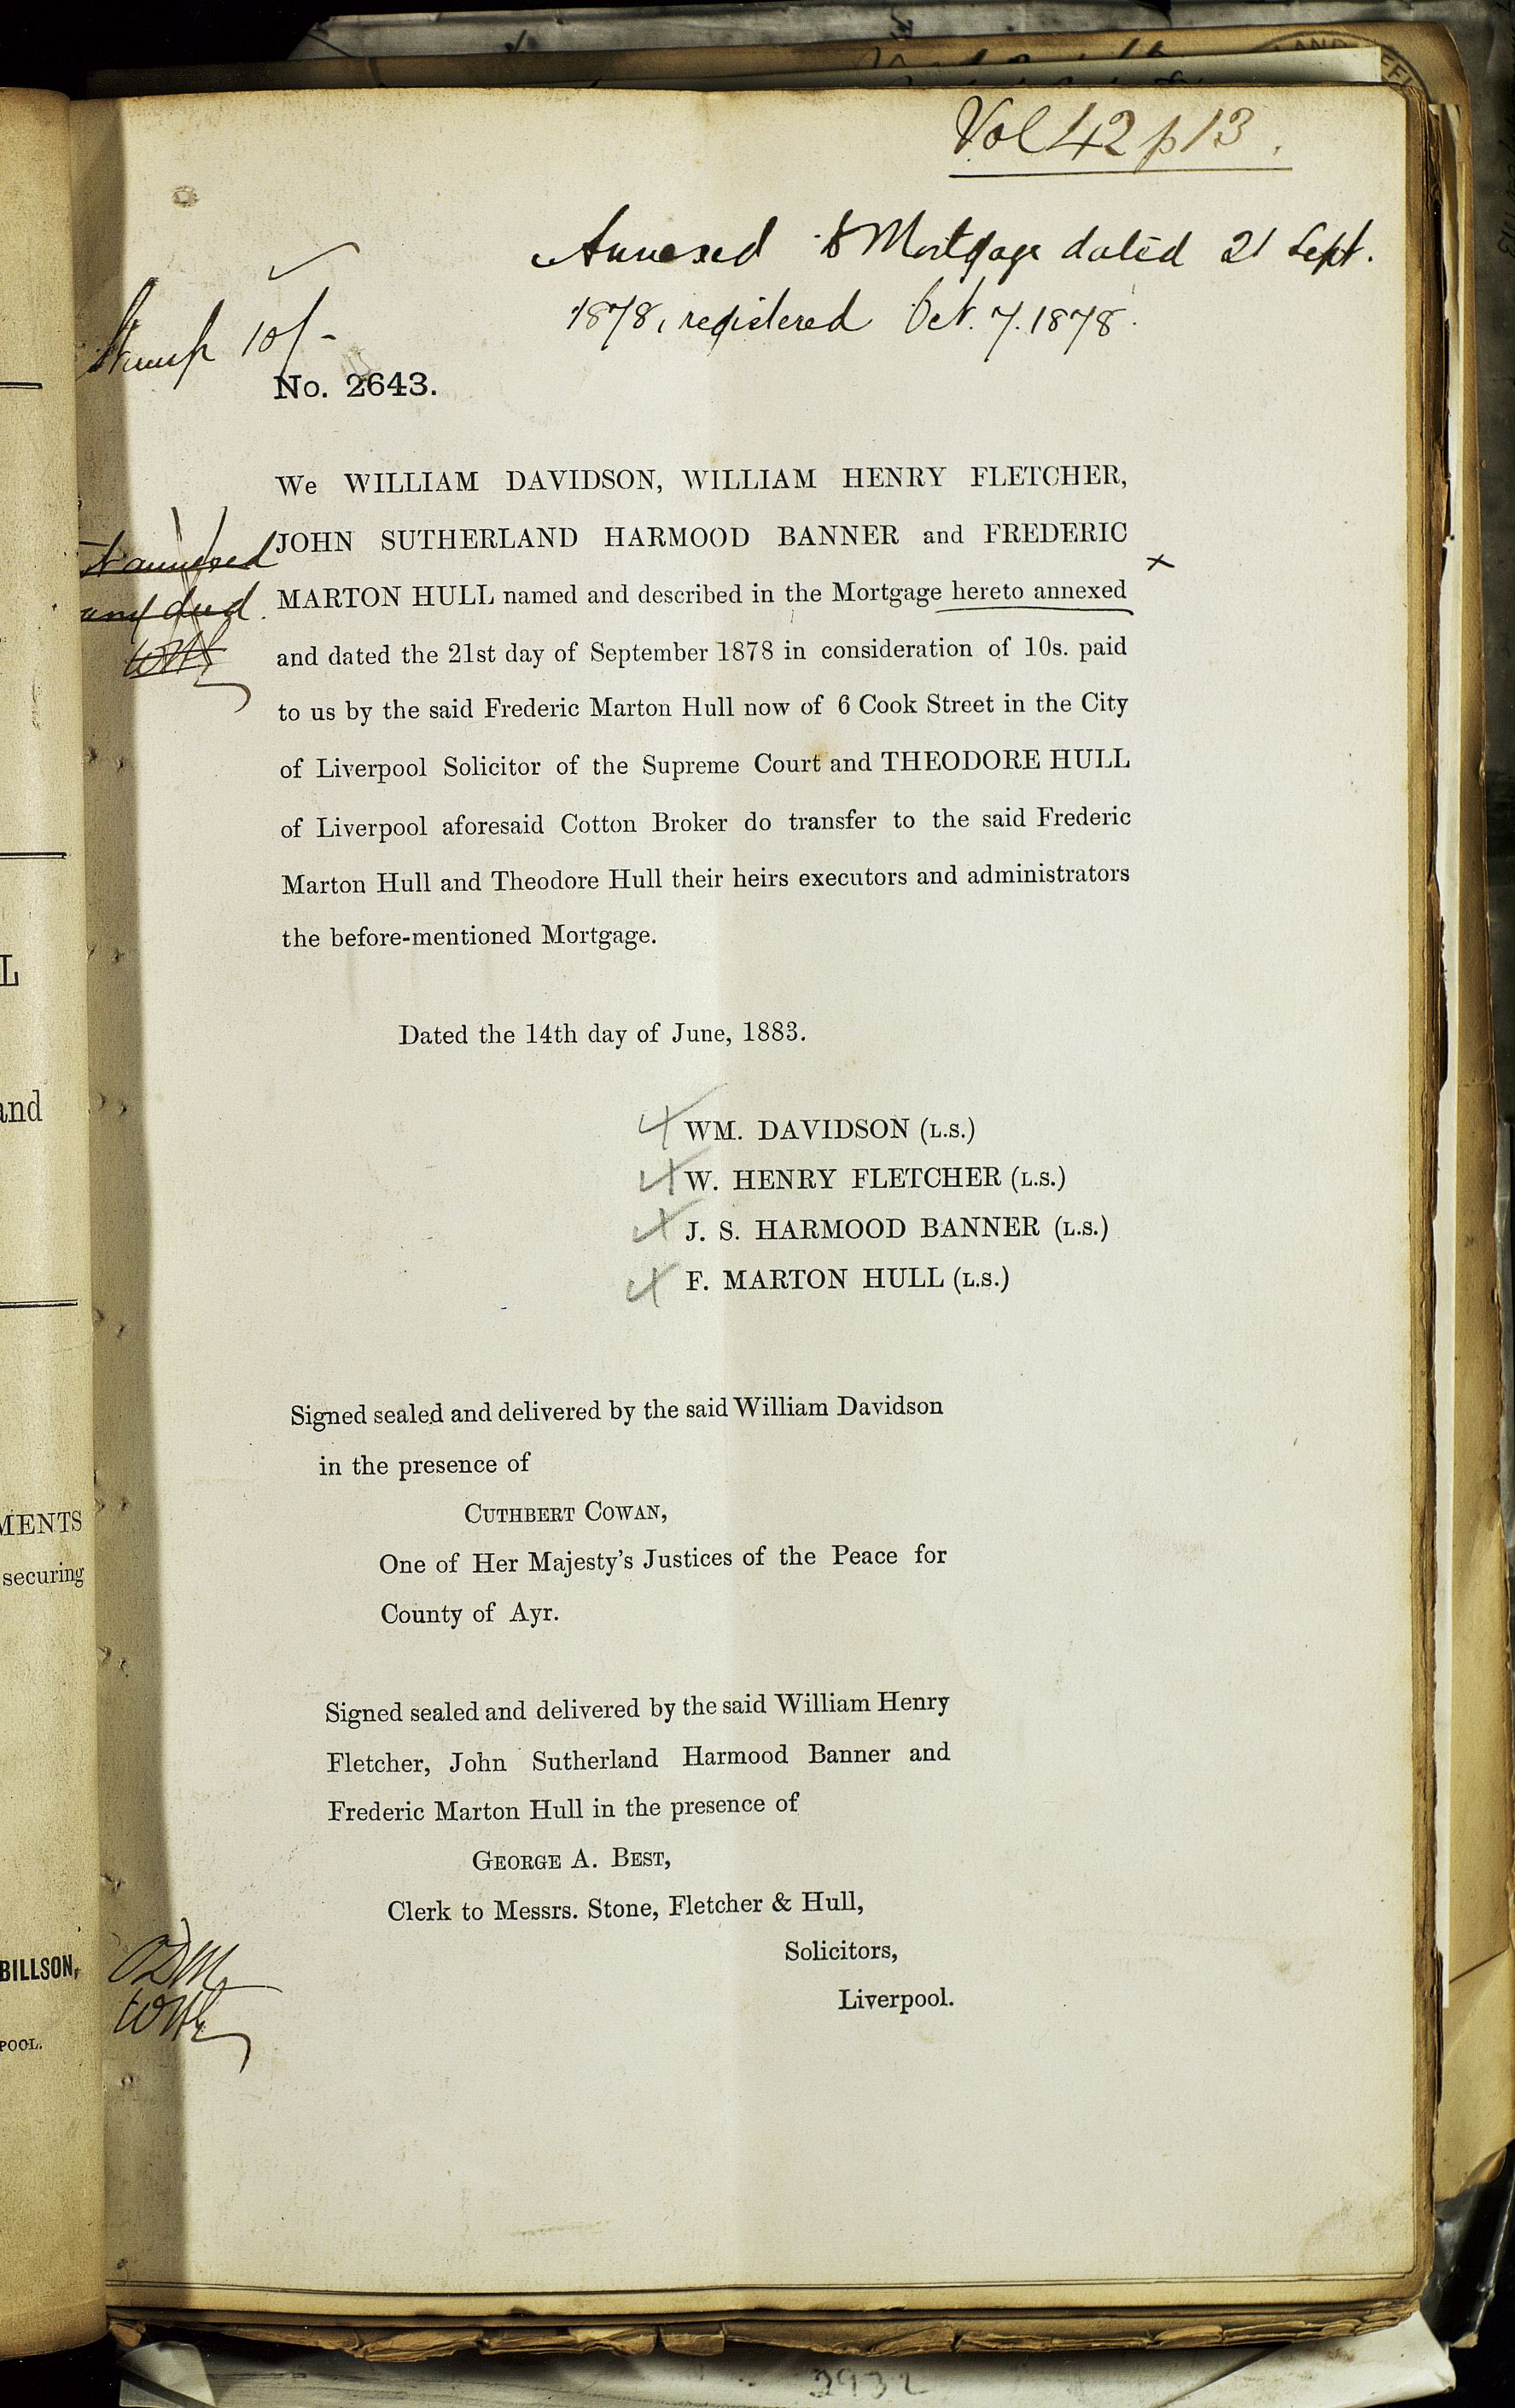 Vol 42 p 13.
Annexed to Mortgage dated 21 Sept.
1878, registered Oct. 7. 1878.
Stamp 10/-
No. 2643.
We WILLIAM DAVIDSON, WILLIAM HENRY FLETCHER,
JOHN SUTHERLAND HARMOOD BANNER and FREDERIC
MARTON HULL named and described in the Mortgage hereto annexed
and dated the 21st day of September 1878 in consideration of 10s. paid
to us by the said Frederic Marton Hull now of 6 Cook Street in the City
of Liverpool Solicitor of the Supreme Court and THEODORE HULL
of Liverpool aforesaid Cotton Broker do transfer to the said Frederic
Marton Hull and Theodore Hull their heirs executors and administrators
the before-mentioned Mortgage.
Dated the 14th day of June, 1883.
WM. DAVIDSON (L.S.)
W. HENRY FLETCHER (L.S.)
J. S. HARMOOD BANNER (L.S.)
F. MARTON HULL (L.S.)
Signed sealed and delivered by the said William Davidson
in the presence of
CUTHBERT COWAN,
One of Her Majesty's Justices of the Peace for
County of Ayr.
Signed sealed and delivered by the said William Henry
Fletcher, John Sutherland Harmood Banner and
Frederic Marton Hull in the presence of
GEORGE A. BEST,
Clerk to Messrs. Stone, Fletcher & Hull,
Solicitors,
Liverpool.
L
and
MENTS
securing
BILLSON,
POOL.
2932